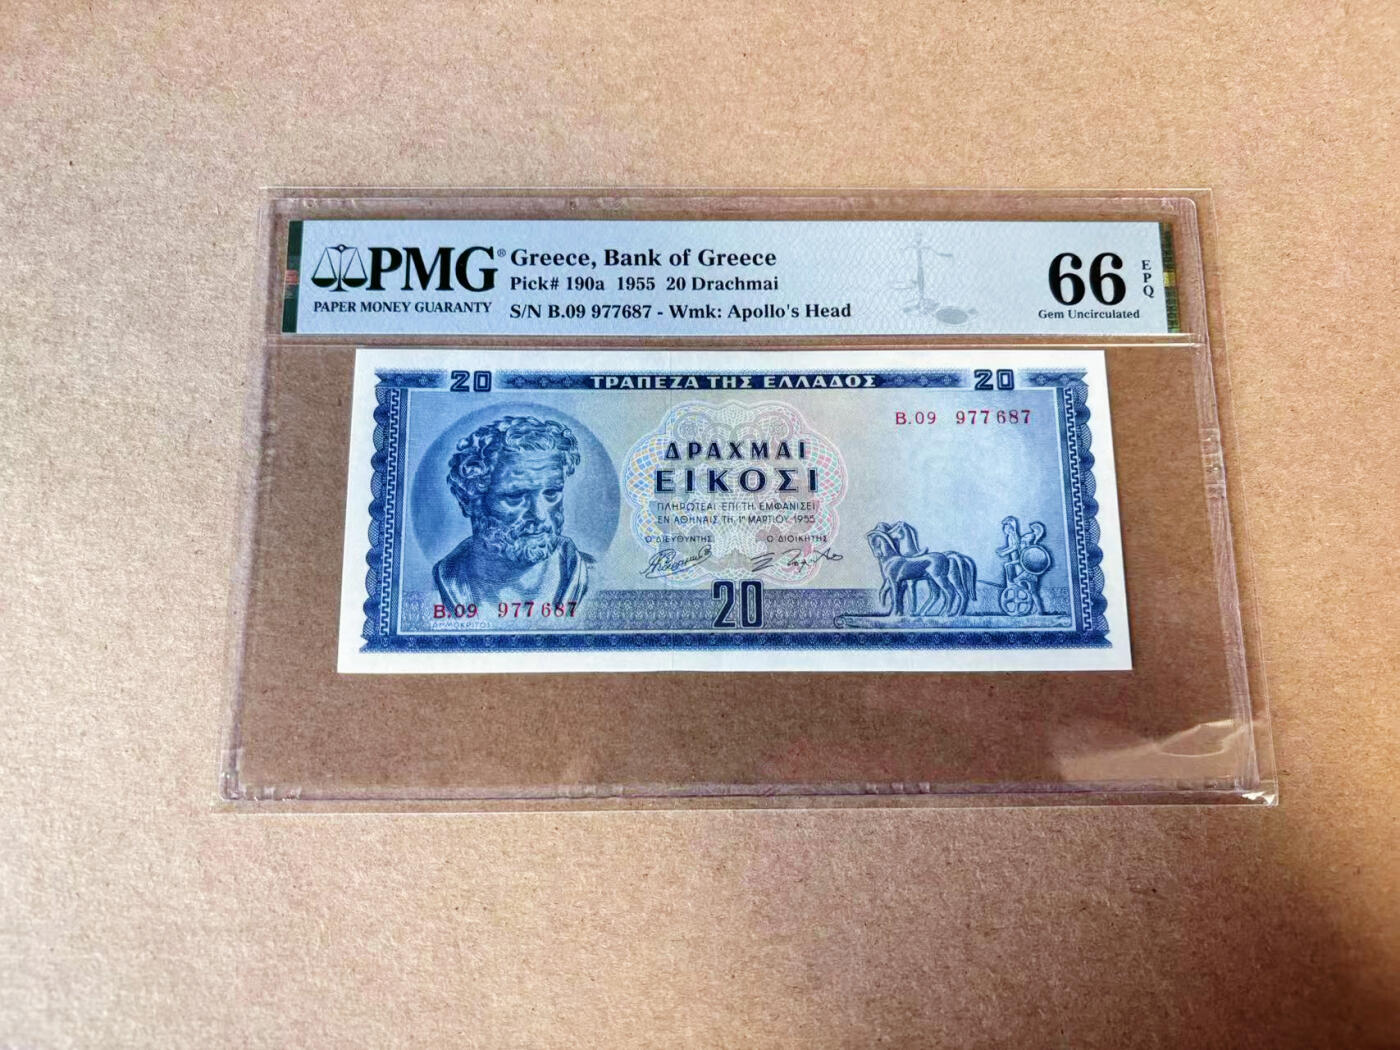 PMG®
PAPER MONEY GUARANTY
Greece, Bank of Greece
Pick# 190a 1955 20 Drachmai
S/N B.09 977687 - Wmk: Apollo's Head
66
EPQ
Gem Uncirculated
20 ΤΡΑΠΕΖΑ ΤΗΣ ΕΛΛΑΔΟΣ 20
B.09 977687
ΔΡΑΧΜΑΙ
ΕΙΚΟΣΙ
ΠΛΗΡΩΤΕΑΙ ΕΠΙ ΤΗ ΕΜΦΑΝΙΣΕΙ
ΕΝ ΑΘΗΝΑΙΣ ΤΗ 1ῃ ΜΑΡΤΙΟΥ 1955
Ο ΔΙΕΥΘΥΝΤΗΣ Ο ΔΙΟΙΚΗΤΗΣ
20
B.09 977687
ΔΗΜΟΚΡΙΤΟΣ